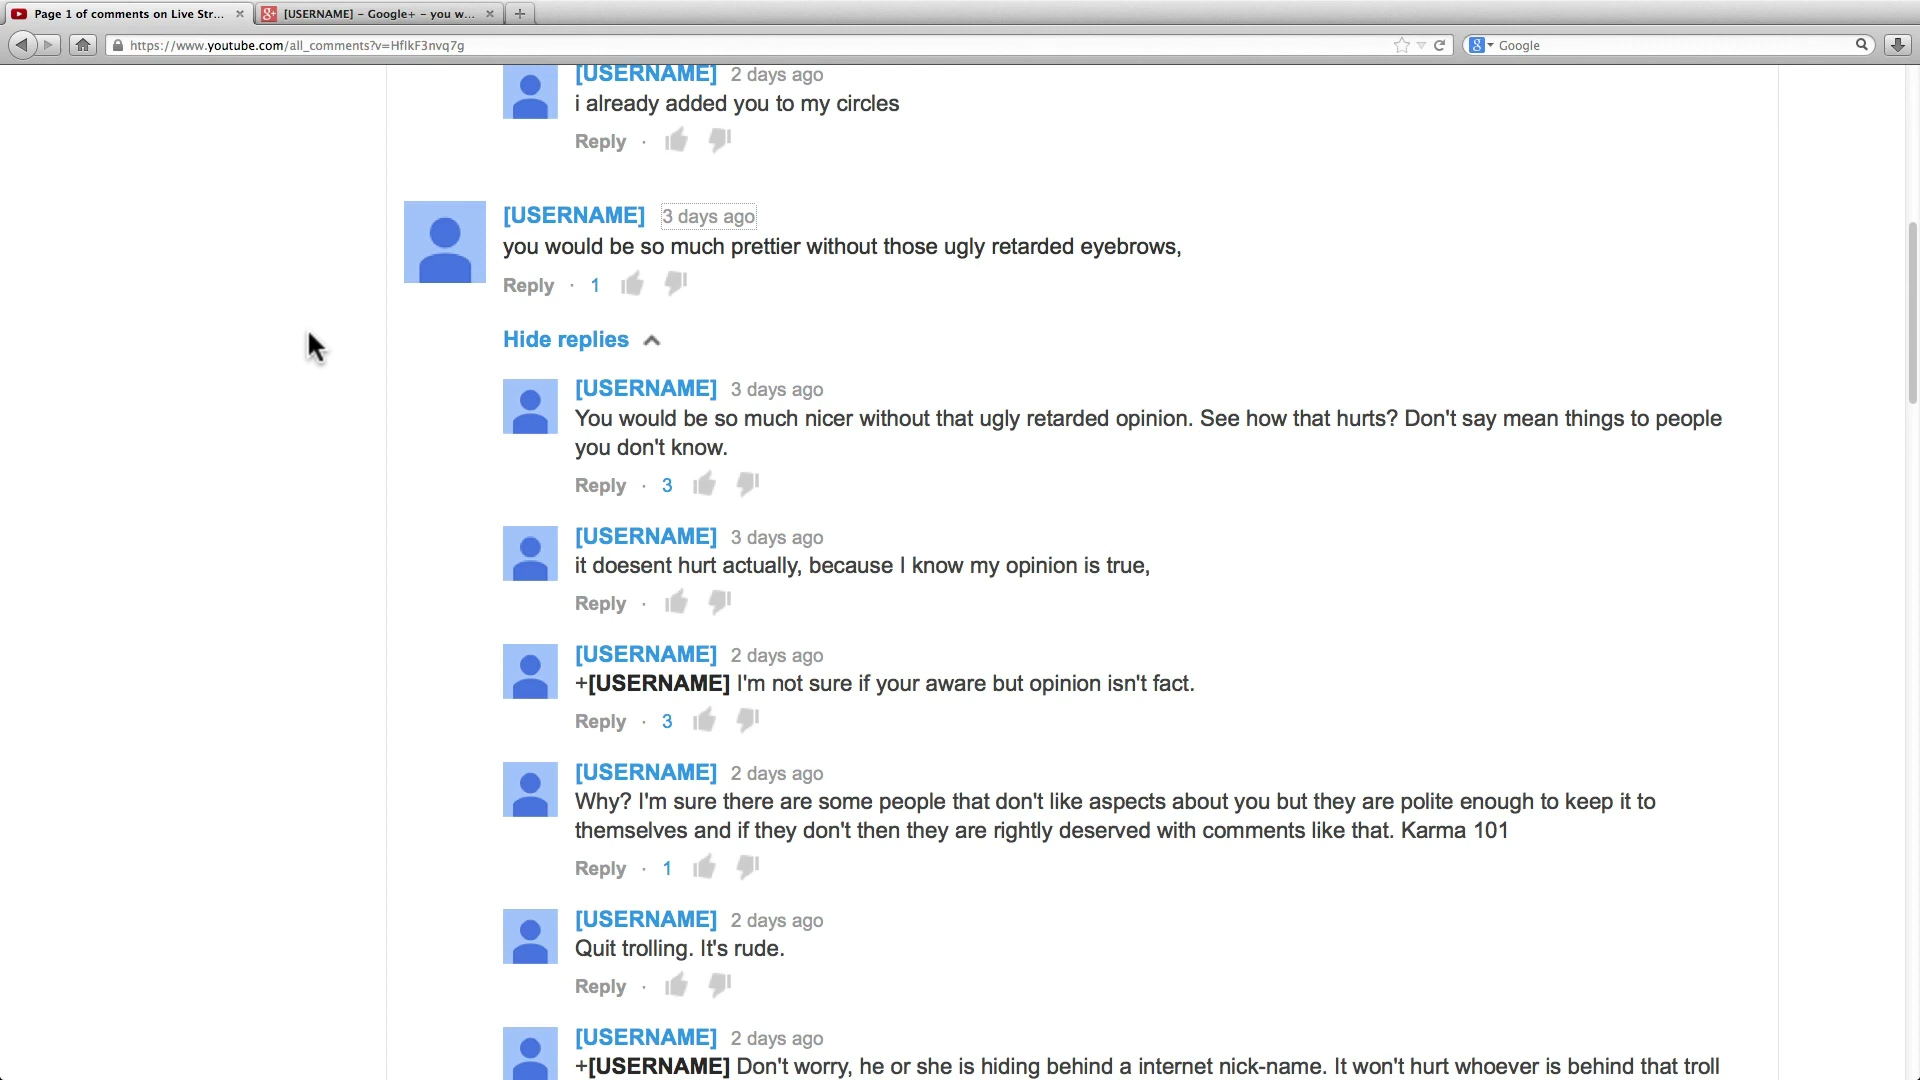 Page 1 of comments on Live Str...
[USERNAME] – Google+ – you w...
https://www.youtube.com/all_comments?v=HflkF3nvq7g
Google
[USERNAME] 2 days ago
i already added you to my circles
Reply ·
[USERNAME] 3 days ago
you would be so much prettier without those ugly retarded eyebrows,
Reply · 1
Hide replies
[USERNAME] 3 days ago
You would be so much nicer without that ugly retarded opinion. See how that hurts? Don't say mean things to people
you don't know.
Reply · 3
[USERNAME] 3 days ago
it doesent hurt actually, because I know my opinion is true,
Reply ·
[USERNAME] 2 days ago
+[USERNAME] I'm not sure if your aware but opinion isn't fact.
Reply · 3
[USERNAME] 2 days ago
Why? I'm sure there are some people that don't like aspects about you but they are polite enough to keep it to
themselves and if they don't then they are rightly deserved with comments like that. Karma 101
Reply · 1
[USERNAME] 2 days ago
Quit trolling. It's rude.
Reply ·
[USERNAME] 2 days ago
+[USERNAME] Don't worry, he or she is hiding behind a internet nick-name. It won't hurt whoever is behind that troll